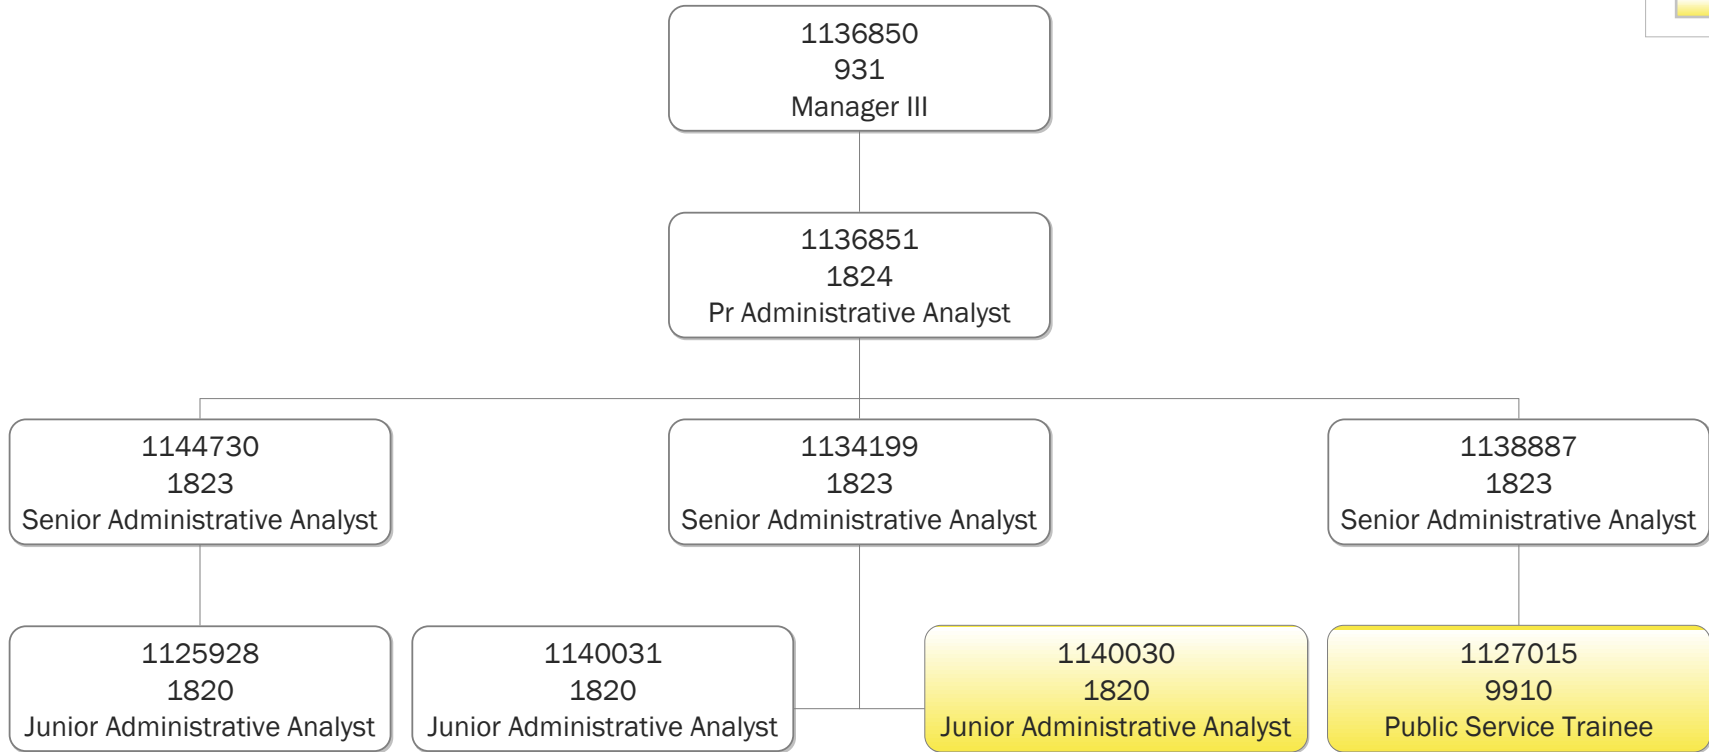 1136850
931
Manager III
1136851
1824
Pr Administrative Analyst
1144730
1823
Senior Administrative Analyst
1134199
1823
Senior Administrative Analyst
1138887
1823
Senior Administrative Analyst
1125928
1820
Junior Administrative Analyst
1140031
1820
Junior Administrative Analyst
1140030
1820
Junior Administrative Analyst
1127015
9910
Public Service Trainee